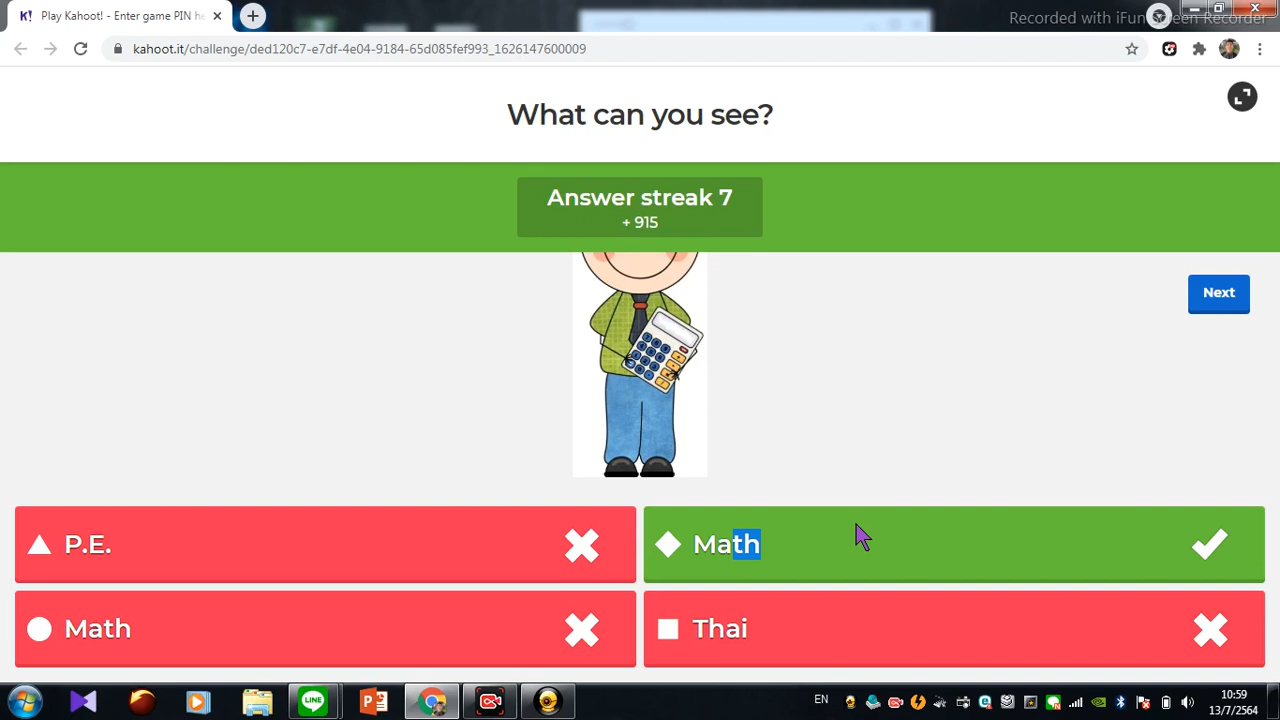 Play Kahoot! - Enter game PIN he
Recorded with iFun Screen Recorder
kahoot.it/challenge/ded120c7-e7df-4e04-9184-65d085fef993_1626147600009
What can you see?
Answer streak 7
+ 915
Next
P.E.
Math
Math
Thai
LINE
EN
10:59
13/7/2564